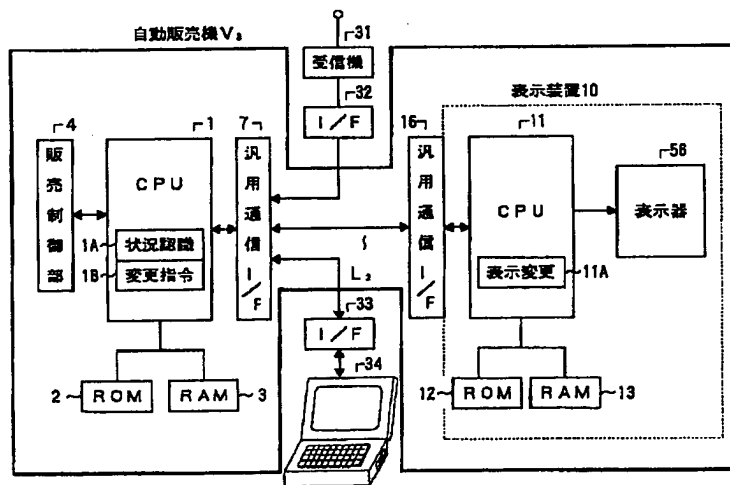 自動販売機V₃
31
受信機
32
I／F
表示装置10
4
販売制御部
1
CPU
1A
状況認識
1B
変更指令
7
汎用通信I／F
16
汎用通信I／F
11
CPU
表示変更
11A
56
表示器
L₂
33
I／F
34
2
ROM
RAM
3
12
ROM
RAM
13